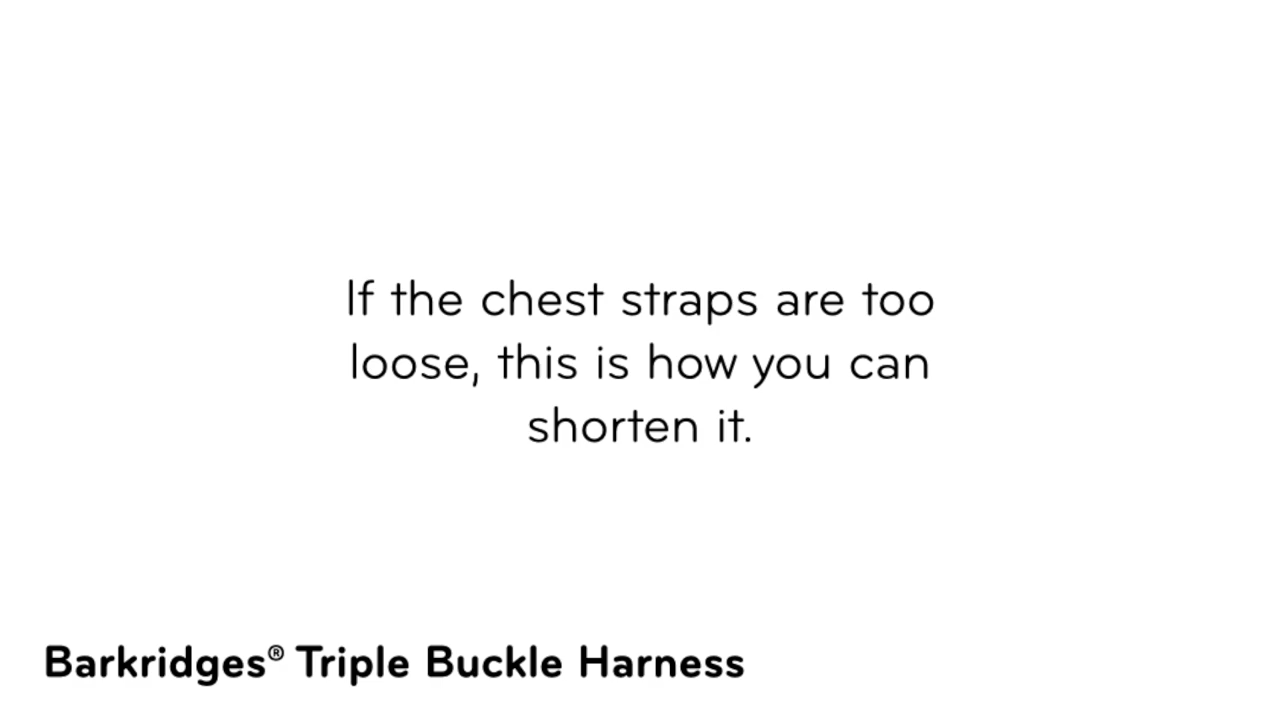 If the chest straps are too
loose, this is how you can
shorten it.
Barkridges® Triple Buckle Harness